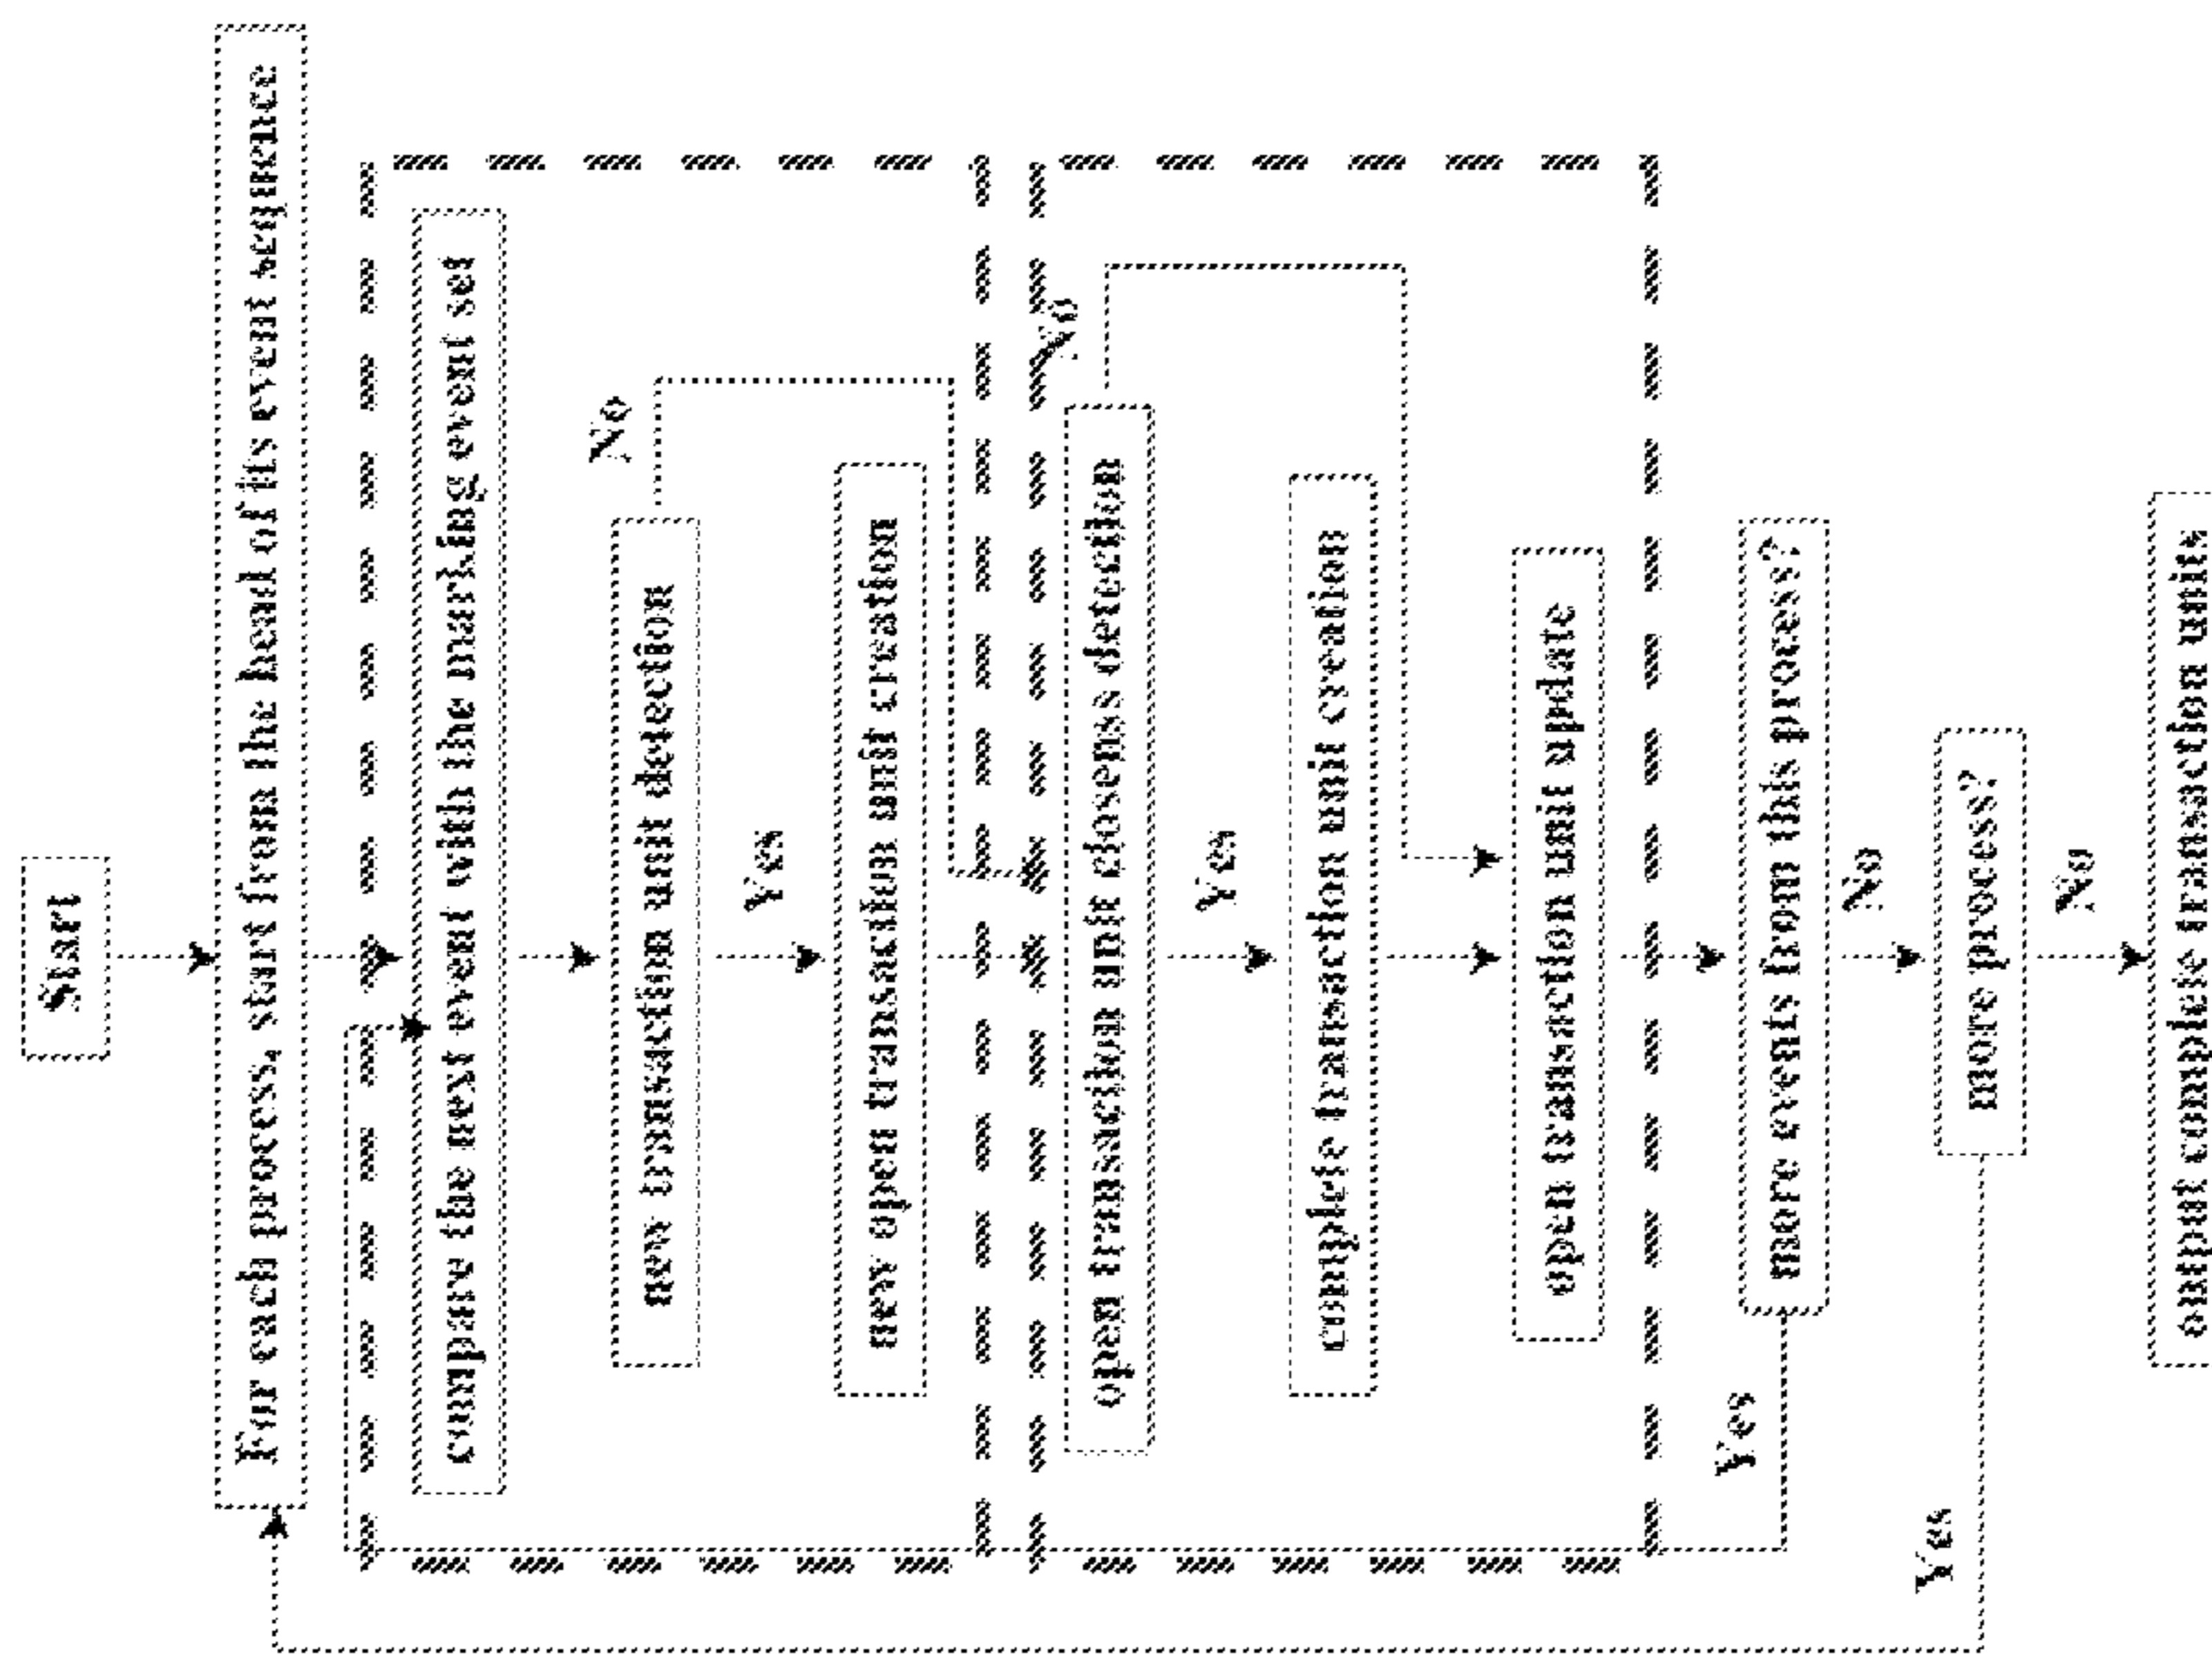 Start
For each process, start from the head of its event sequence
compare the next event with the marking event set
new transaction unit detection
No
Yes
new open transaction unit creation
open transaction unit closenss detection
No
Yes
complete transaction unit creation
open transaction unit update
more events from this process?
Yes
No
more process?
Yes
No
output complete transaction units